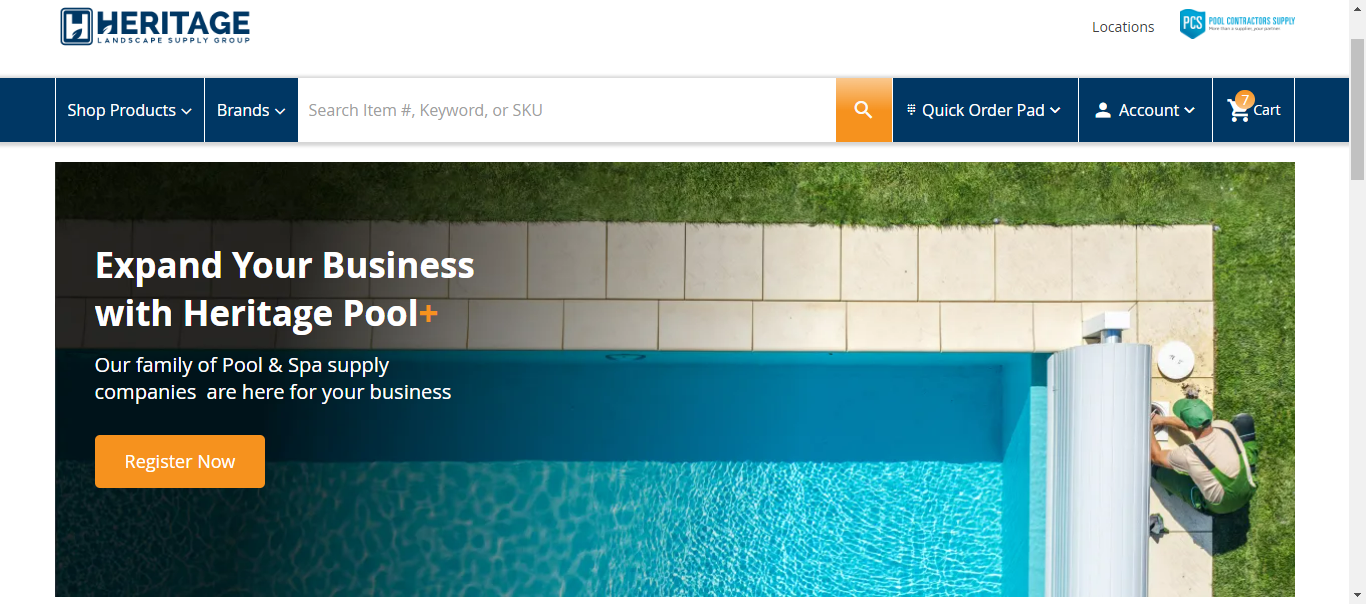 HERITAGE
LANDSCAPE SUPPLY GROUP
Locations
PCS
POOL CONTRACTORS SUPPLY
More than a supplier, your partner
Shop Products
Brands
Search Item #, Keyword, or SKU
Quick Order Pad
Account
7
Cart
Expand Your Business
with Heritage Pool+
Our family of Pool & Spa supply
companies are here for your business
Register Now